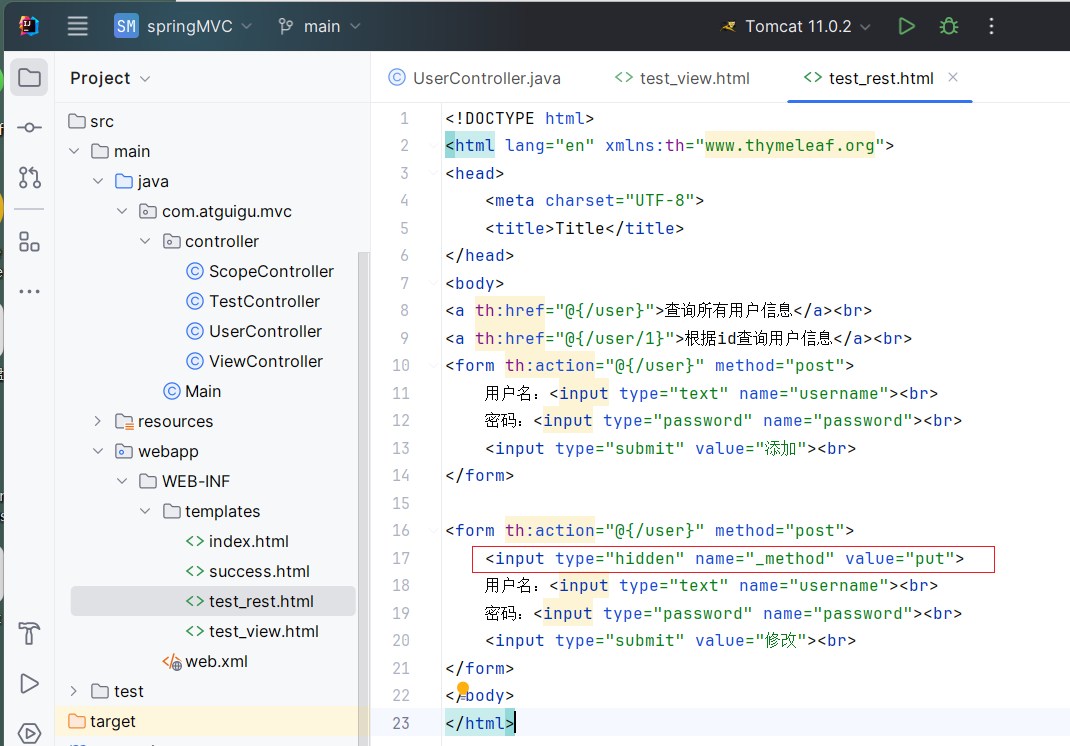 SM springMVC main Tomcat 11.0.2
Project
UserController.java test_view.html test_rest.html
src
main
java
com.atguigu.mvc
controller
ScopeController
TestController
UserController
ViewController
Main
resources
webapp
WEB-INF
templates
index.html
success.html
test_rest.html
test_view.html
web.xml
test
target
1 <!DOCTYPE html>
2 <html lang="en" xmlns:th="www.thymeleaf.org">
3 <head>
4 <meta charset="UTF-8">
5 <title>Title</title>
6 </head>
7 <body>
8 <a th:href="@{/user}">查询所有用户信息</a><br>
9 <a th:href="@{/user/1}">根据id查询用户信息</a><br>
10 <form th:action="@{/user}" method="post">
11 用户名：<input type="text" name="username"><br>
12 密码：<input type="password" name="password"><br>
13 <input type="submit" value="添加"><br>
14 </form>
15
16 <form th:action="@{/user}" method="post">
17 <input type="hidden" name="_method" value="put">
18 用户名：<input type="text" name="username"><br>
19 密码：<input type="password" name="password"><br>
20 <input type="submit" value="修改"><br>
21 </form>
22 </body>
23 </html>